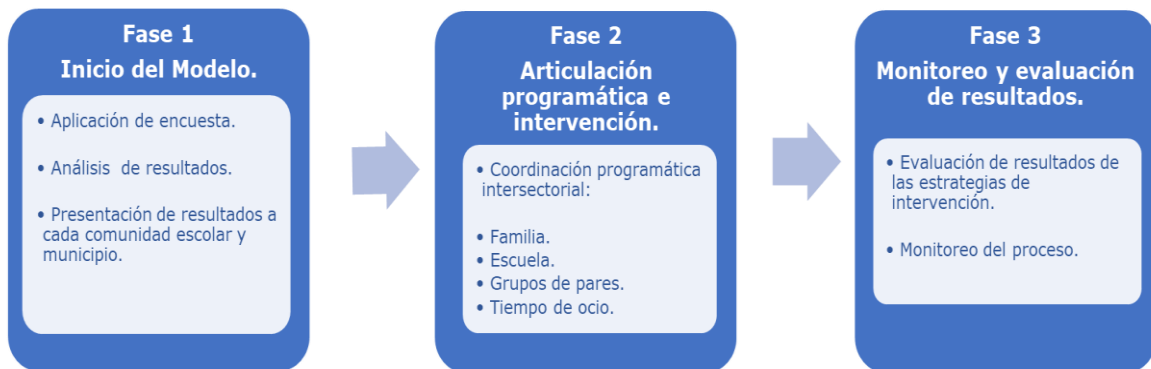 Fase 1
Inicio del Modelo.
• Aplicación de encuesta.
• Análisis de resultados.
• Presentación de resultados a
cada comunidad escolar y
municipio.
Fase 2
Articulación
programática e
intervención.
• Coordinación programática
intersectorial:
• Familia.
• Escuela.
• Grupos de pares.
• Tiempo de ocio.
Fase 3
Monitoreo y evaluación
de resultados.
• Evaluación de resultados de
las estrategias de
intervención.
• Monitoreo del proceso.